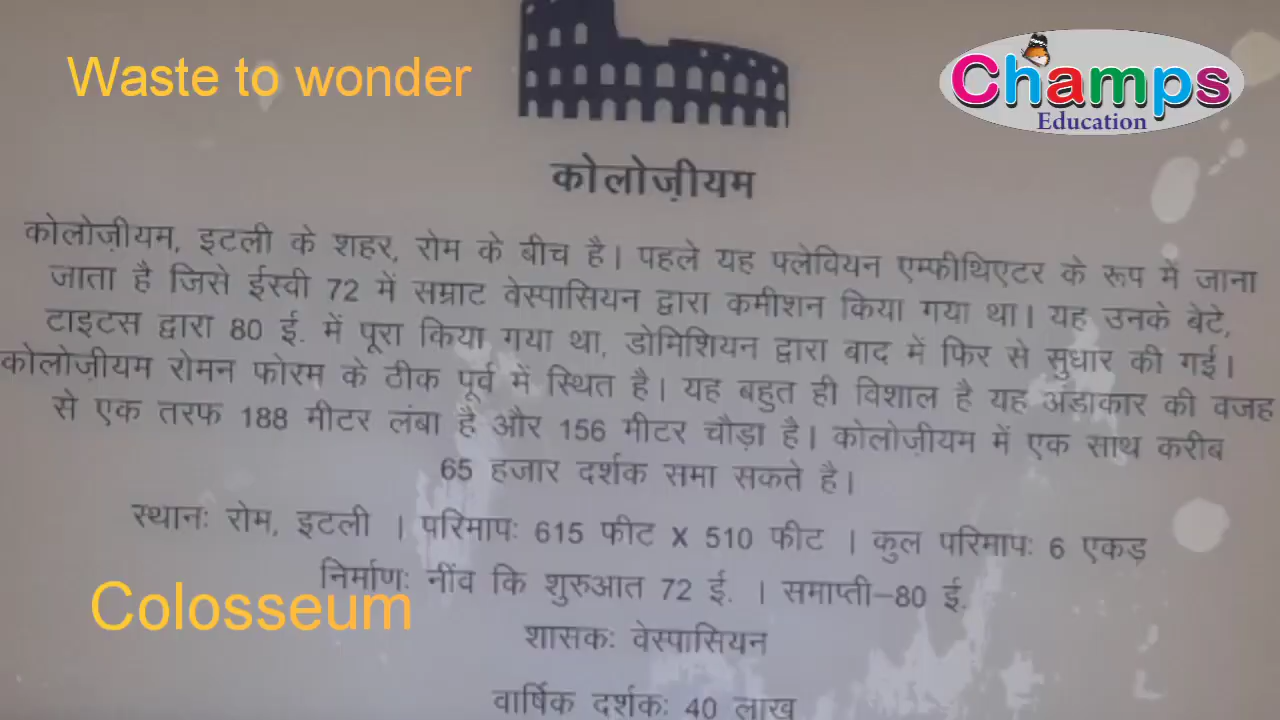 Waste to wonder
Champs
Education
कोलोज़ीयम
कोलोज़ीयम, इटली के शहर, रोम के बीच है। पहले यह फ्लेवियन एम्फीथिएटर के रूप में जाना
जाता है जिसे ईस्वी 72 में सम्राट वेस्पासियन द्वारा कमीशन किया गया था। यह उनके बेटे,
टाइटस द्वारा 80 ई. में पूरा किया गया था, डोमिशियन द्वारा बाद में फिर से सुधार की गई।
कोलोज़ीयम रोमन फोरम के ठीक पूर्व में स्थित है। यह बहुत ही विशाल है यह अंडाकार की वजह
से एक तरफ 188 मीटर लंबा है और 156 मीटर चौड़ा है। कोलोज़ीयम में एक साथ करीब
65 हजार दर्शक समा सकते है।
स्थानः रोम, इटली । परिमापः 615 फीट x 510 फीट । कुल परिमापः 6 एकड़
निर्माणः नींव कि शुरुआत 72 ई. । समाप्ती–80 ई.
Colosseum
शासकः वेस्पासियन
वार्षिक दर्शकः 40 लाख